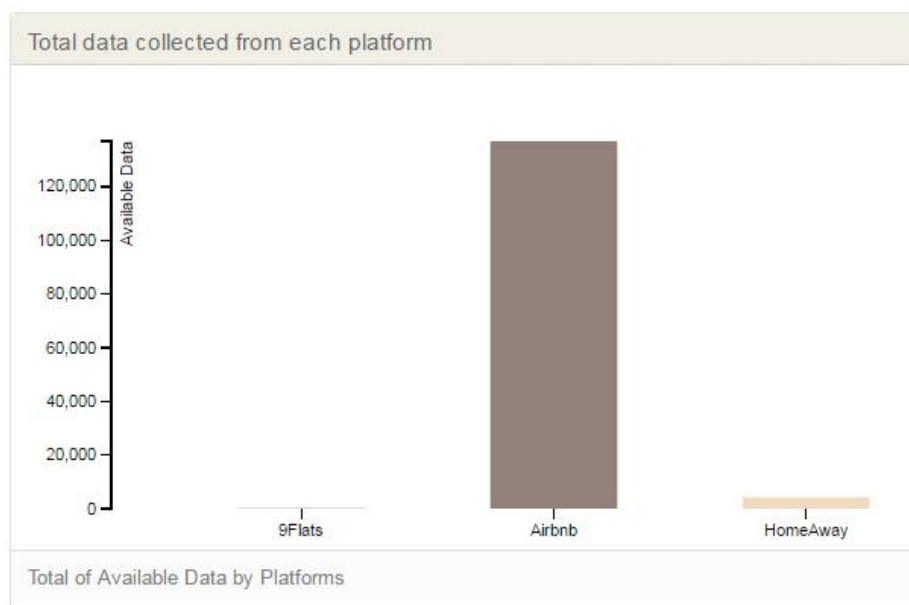 Total data collected from each platform
Available Data
120,000
100,000
80,000
60,000
40,000
20,000
0
9Flats
Airbnb
HomeAway
Total of Available Data by Platforms